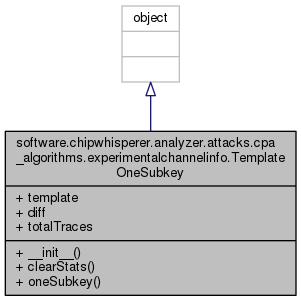 object
software.chipwhisperer.analyzer.attacks.cpa
_algorithms.experimentalchannelinfo.Template
OneSubkey
+ template
+ diff
+ totalTraces
+ __init__()
+ clearStats()
+ oneSubkey()